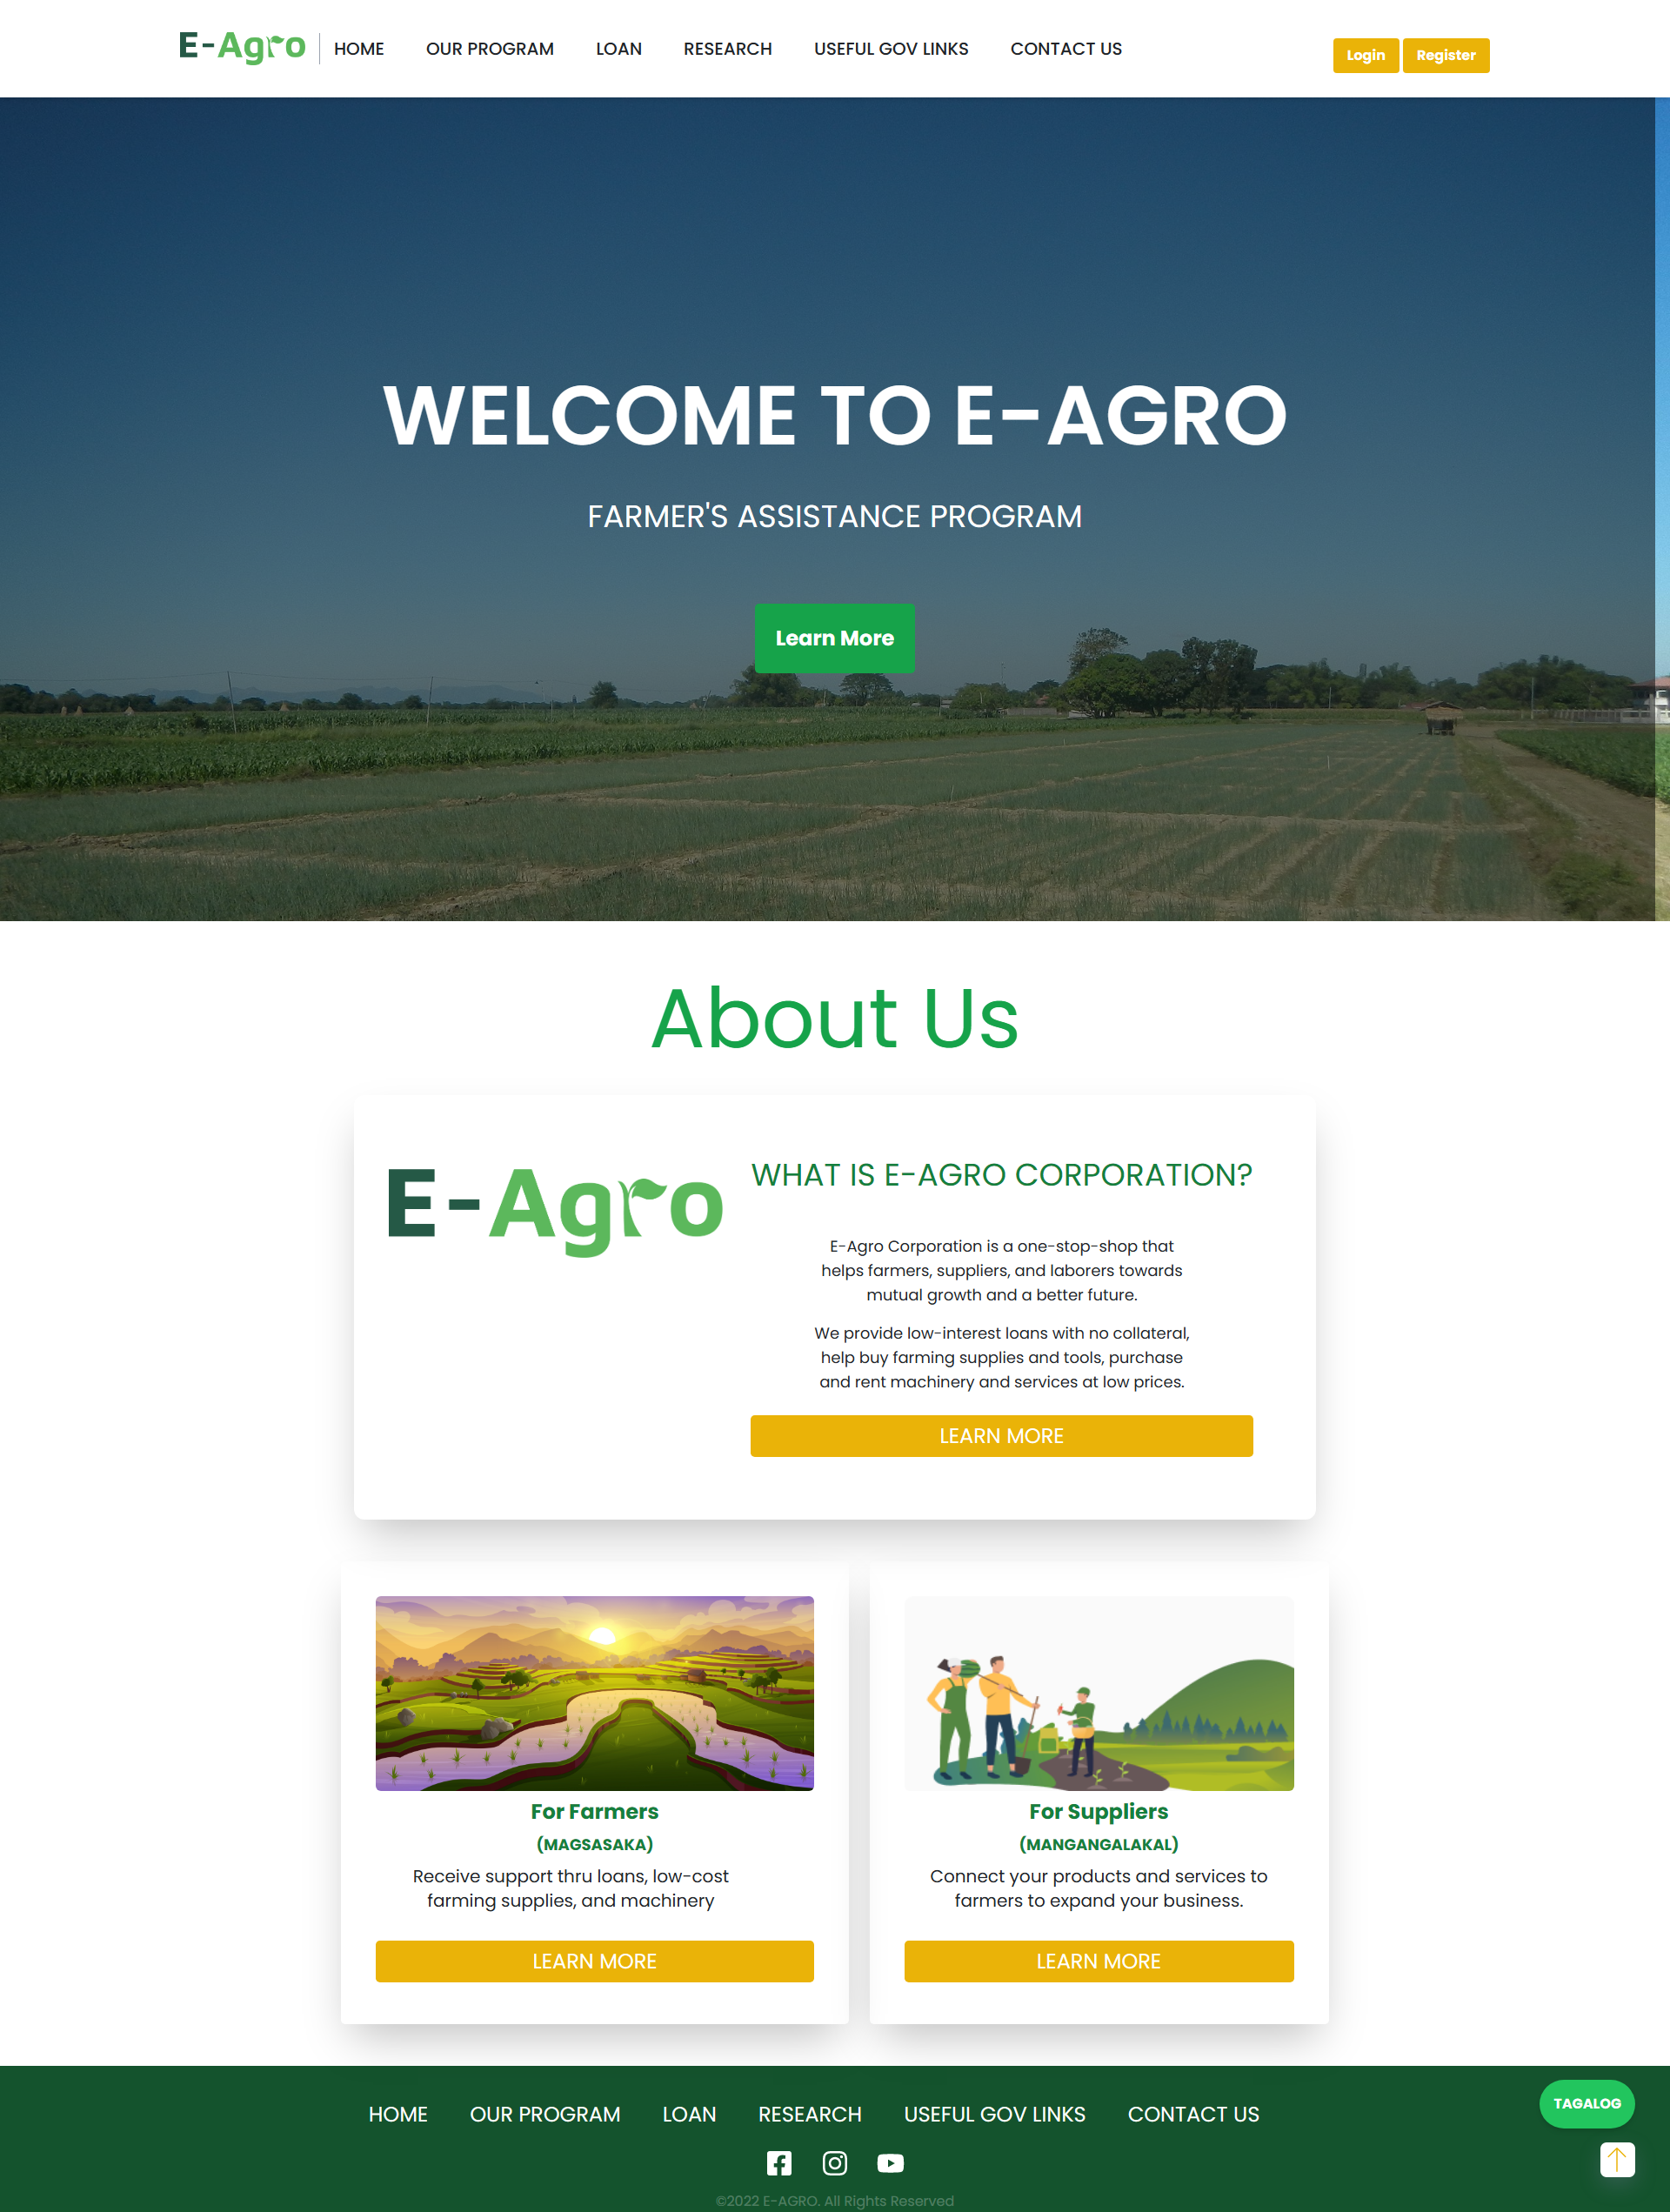 E-Agro
HOME
OUR PROGRAM
LOAN
RESEARCH
USEFUL GOV LINKS
CONTACT US
Login
Register
WELCOME TO E-AGRO
FARMER'S ASSISTANCE PROGRAM
Learn More
About Us
E-Agro
WHAT IS E-AGRO CORPORATION?
E-Agro Corporation is a one-stop-shop that
helps farmers, suppliers, and laborers towards
mutual growth and a better future.
We provide low-interest loans with no collateral,
help buy farming supplies and tools, purchase
and rent machinery and services at low prices.
LEARN MORE
For Farmers
(MAGSASAKA)
Receive support thru loans, low-cost
farming supplies, and machinery
LEARN MORE
For Suppliers
(MANGANGALAKAL)
Connect your products and services to
farmers to expand your business.
LEARN MORE
HOME
OUR PROGRAM
LOAN
RESEARCH
USEFUL GOV LINKS
CONTACT US
TAGALOG
©2022 E-AGRO. All Rights Reserved